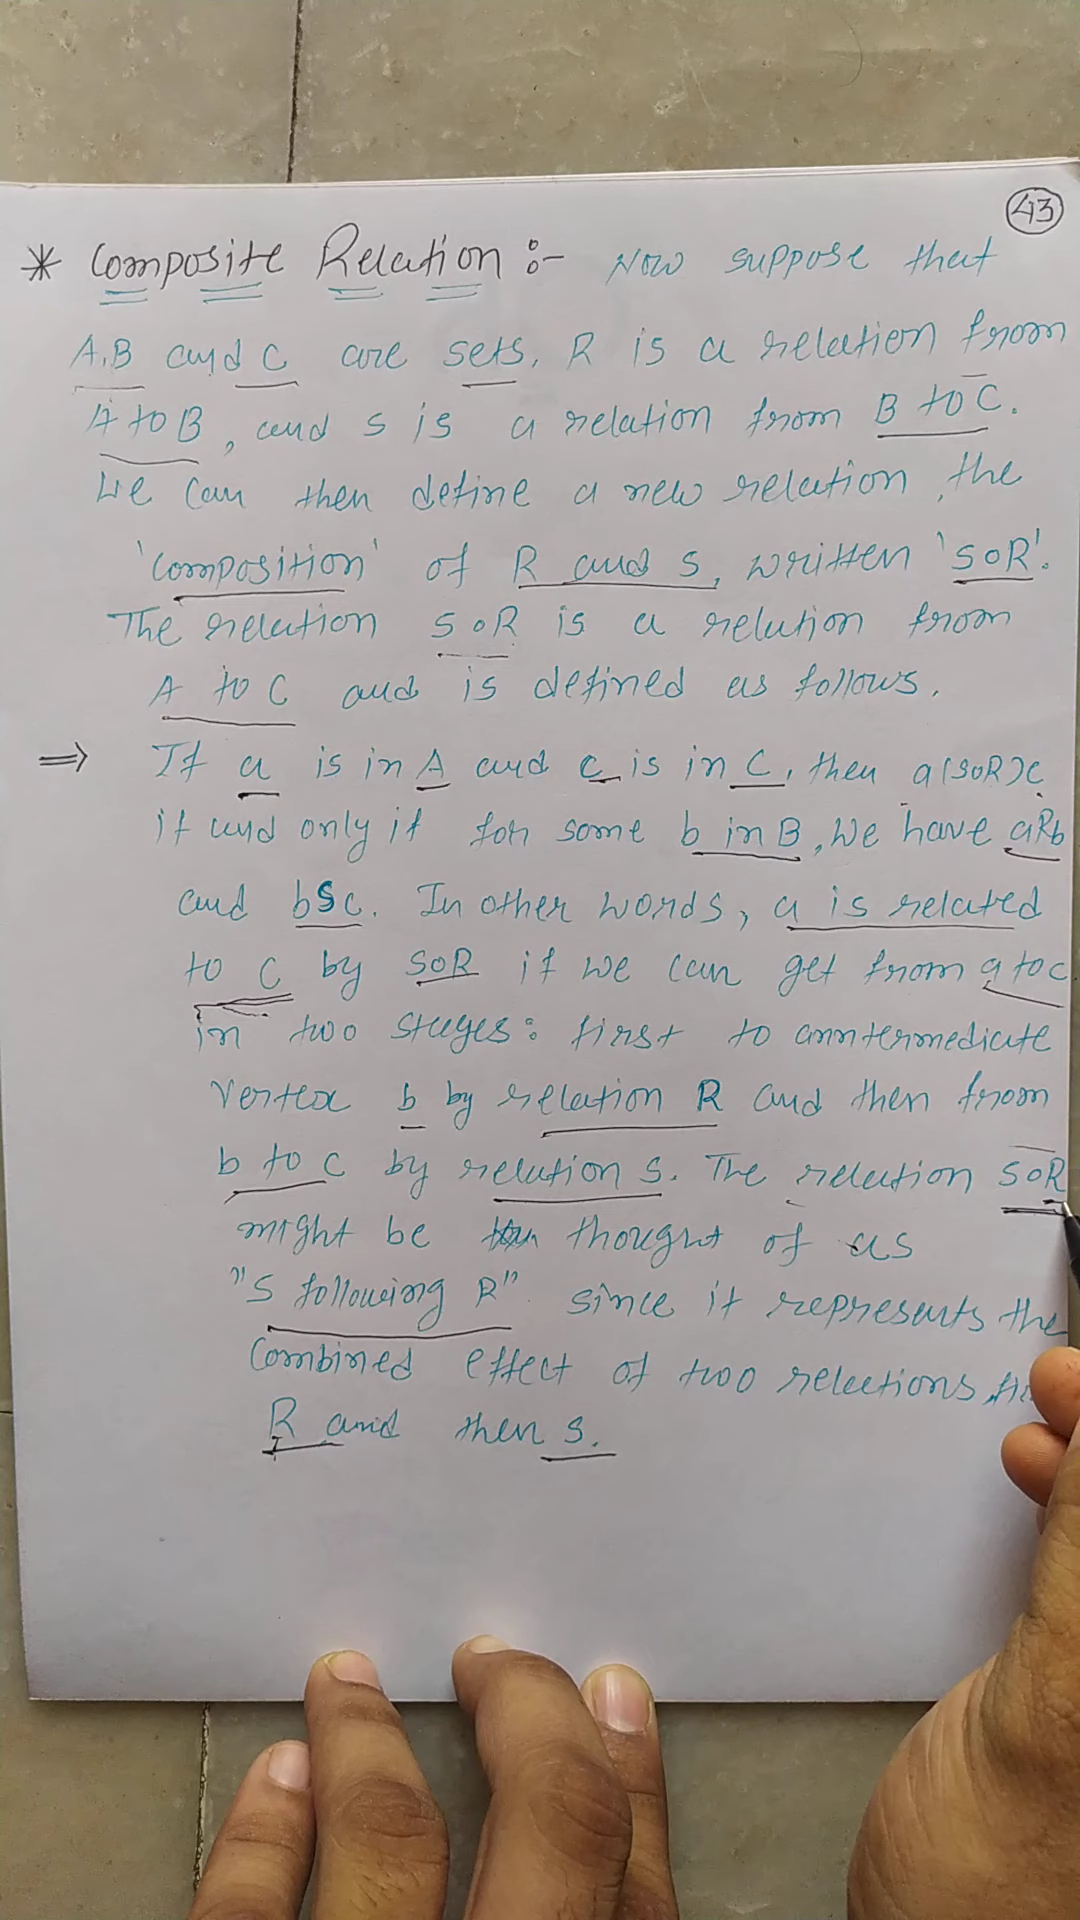 43
* Composite Relation :- Now suppose that
A,B and C are sets, R is a relation from
A to B, and S is a relation from B to C.
We can then define a new relation, the
'composition' of R and S, written 'SoR'.
The relation SoR is a relation from
A to C and is defined as follows.
⇒ If a is in A and c is in C, then a(SoR)c
if and only if for some b in B, We have aRb
and bSc. In other words, a is related
to C by SoR if we can get from a to c
in two stages: first to anntermediate
vertex b by relation R and then from
b to c by relation S. The relation SoR
might be thought of as
"S following R" since it represents the
combined effect of two relations,
R and then S.